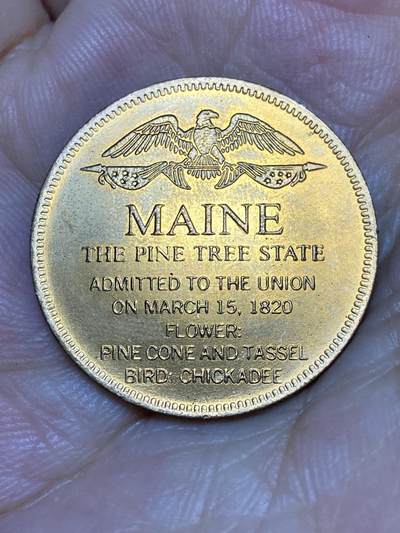 MAINE
THE PINE TREE STATE
ADMITTED TO THE UNION
ON MARCH 15, 1820
FLOWER:
PINE CONE AND TASSEL
BIRD: CHICKADEE